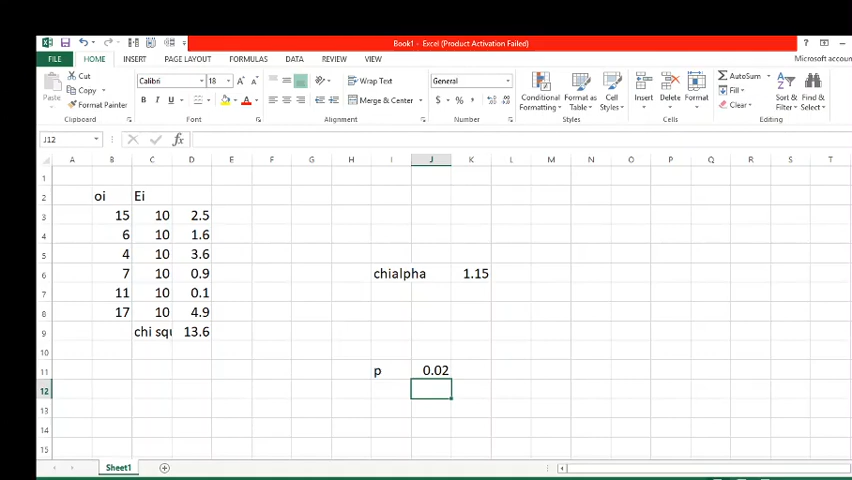 Book1 - Excel (Product Activation Failed)
FILE HOME INSERT PAGE LAYOUT FORMULAS DATA REVIEW VIEW
Microsoft accoun
Cut
Copy
Format Painter
Paste
Clipboard
Calibri 18
B I U
Font
Wrap Text
Merge & Center
Alignment
General
$ % ,
Number
Conditional Formatting
Format as Table
Cell Styles
Styles
Insert
Delete
Format
Cells
AutoSum
Fill
Clear
Sort & Filter
Find & Select
Editing
J12
fx
A B C D E F G H I J K L M N O P Q R S T
1
2 oi Ei
3 15 10 2.5
4 6 10 1.6
5 4 10 3.6
6 7 10 0.9 chialpha 1.15
7 11 10 0.1
8 17 10 4.9
9 chi squ 13.6
10
11 p 0.02
12
13
14
15
Sheet1